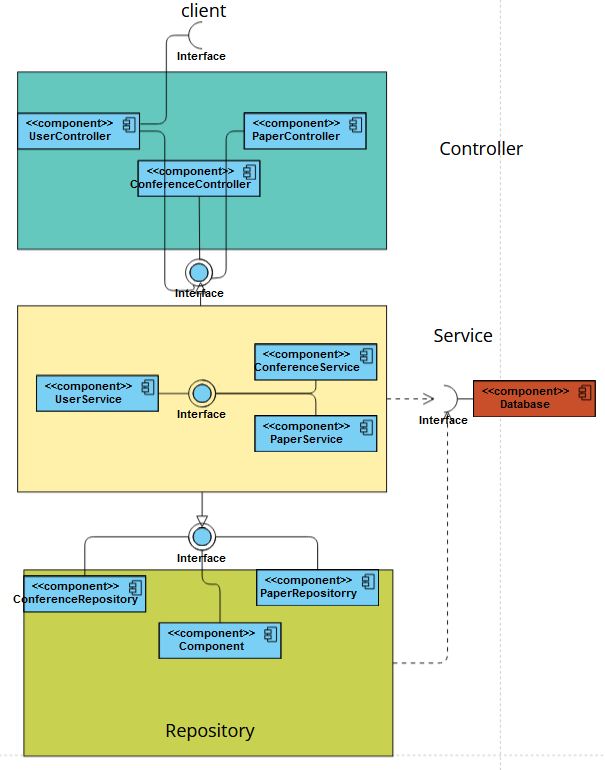 client
Interface
<<component>>
UserController
<<component>>
PaperController
<<component>>
ConferenceController
Controller
Interface
Service
<<component>>
ConferenceService
<<component>>
UserService
Interface
<<component>>
PaperService
<<component>>
Database
Interface
Interface
<<component>>
ConferenceRepository
<<component>>
PaperRepositorry
<<component>>
Component
Repository